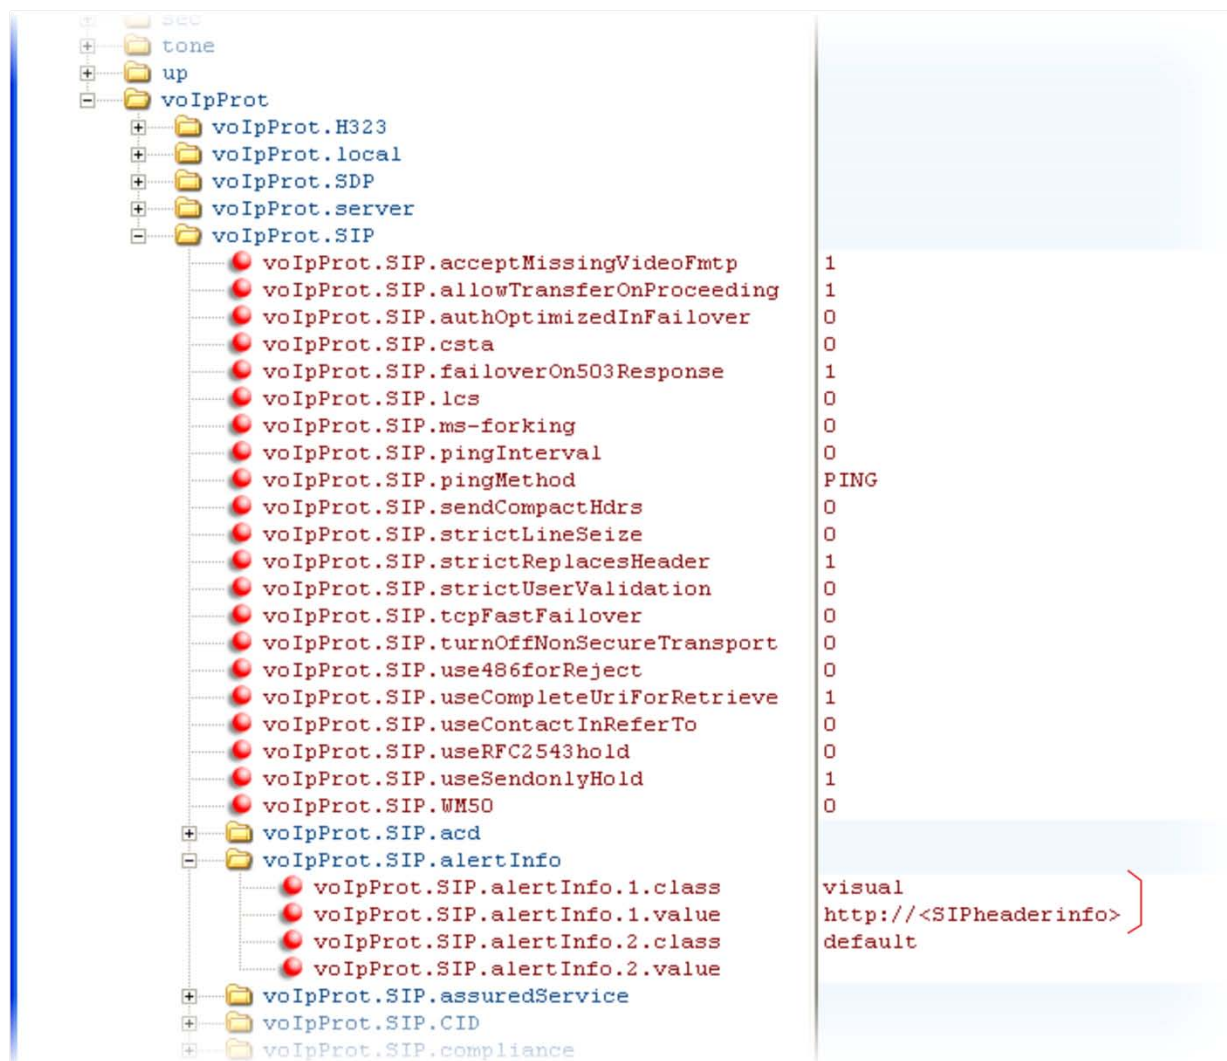 sec
tone
up
voIpProt
voIpProt.H323
voIpProt.local
voIpProt.SDP
voIpProt.server
voIpProt.SIP
voIpProt.SIP.acceptMissingVideoFmtp 1
voIpProt.SIP.allowTransferOnProceeding 1
voIpProt.SIP.authOptimizedInFailover 0
voIpProt.SIP.csta 0
voIpProt.SIP.failoverOn503Response 1
voIpProt.SIP.lcs 0
voIpProt.SIP.ms-forking 0
voIpProt.SIP.pingInterval 0
voIpProt.SIP.pingMethod PING
voIpProt.SIP.sendCompactHdrs 0
voIpProt.SIP.strictLineSeize 0
voIpProt.SIP.strictReplacesHeader 1
voIpProt.SIP.strictUserValidation 0
voIpProt.SIP.tcpFastFailover 0
voIpProt.SIP.turnOffNonSecureTransport 0
voIpProt.SIP.use486forReject 0
voIpProt.SIP.useCompleteUriForRetrieve 1
voIpProt.SIP.useContactInReferTo 0
voIpProt.SIP.useRFC2543hold 0
voIpProt.SIP.useSendonlyHold 1
voIpProt.SIP.WM50 0
voIpProt.SIP.acd
voIpProt.SIP.alertInfo
voIpProt.SIP.alertInfo.1.class visual
voIpProt.SIP.alertInfo.1.value http://<SIPheaderinfo>
voIpProt.SIP.alertInfo.2.class default
voIpProt.SIP.alertInfo.2.value
voIpProt.SIP.assuredService
voIpProt.SIP.CID
voIpProt.SIP.compliance